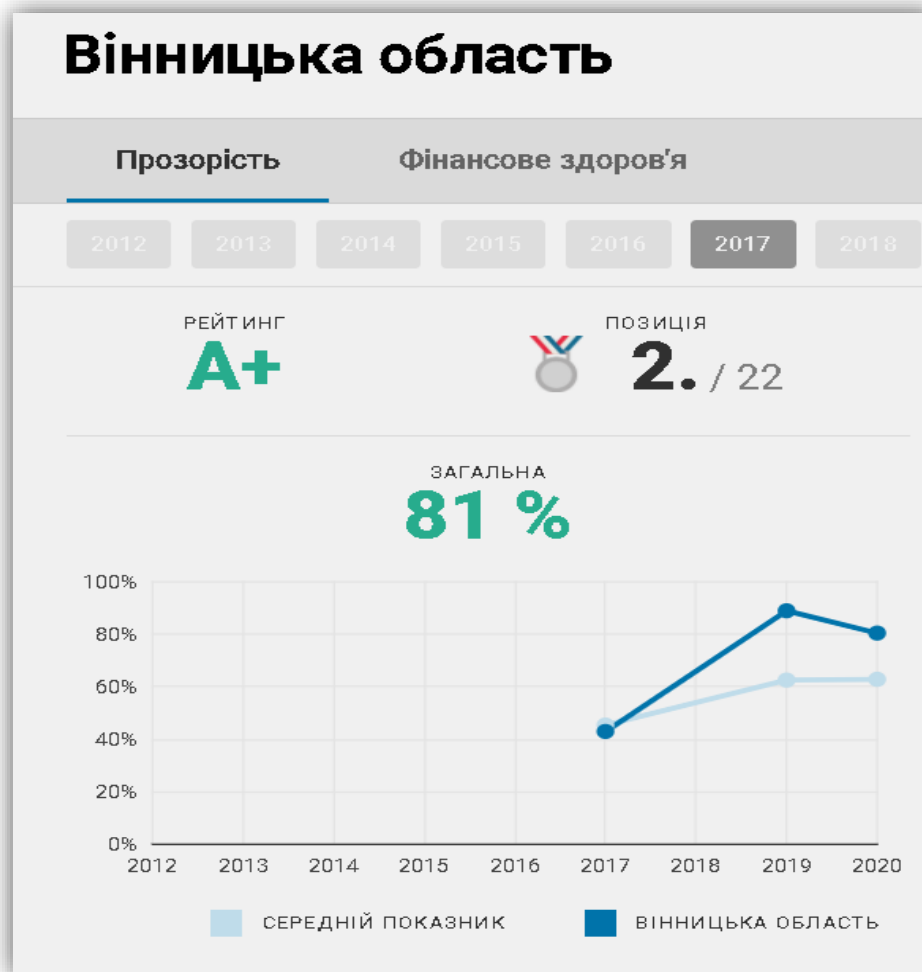 Вінницька область
Прозорість Фінансове здоров'я
2012 2013 2014 2015 2016 2017 2018
РЕЙТИНГ ПОЗИЦІЯ
A+ 2. / 22
ЗАГАЛЬНА
81 %
100%
80%
60%
40%
20%
0%
2012 2013 2014 2015 2016 2017 2018 2019 2020
СЕРЕДНІЙ ПОКАЗНИК ВІННИЦЬКА ОБЛАСТЬ